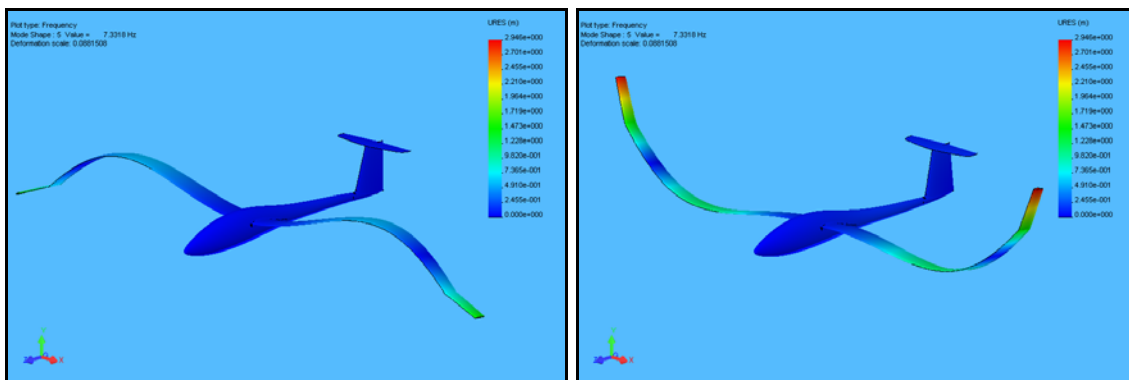 Plot type: Frequency
Mode Shape : 5 Value = 7.3318 Hz
Deformation scale: 0.0881508
URES (m)
2.946e+000
2.701e+000
2.455e+000
2.210e+000
1.964e+000
1.719e+000
1.473e+000
1.228e+000
9.820e-001
7.365e-001
4.910e-001
2.455e-001
0.000e+000
X
Plot type: Frequency
Mode Shape : 5 Value = 7.3318 Hz
Deformation scale: 0.0881508
URES (m)
2.946e+000
2.701e+000
2.455e+000
2.210e+000
1.964e+000
1.719e+000
1.473e+000
1.228e+000
9.820e-001
7.365e-001
4.910e-001
2.455e-001
0.000e+000
X